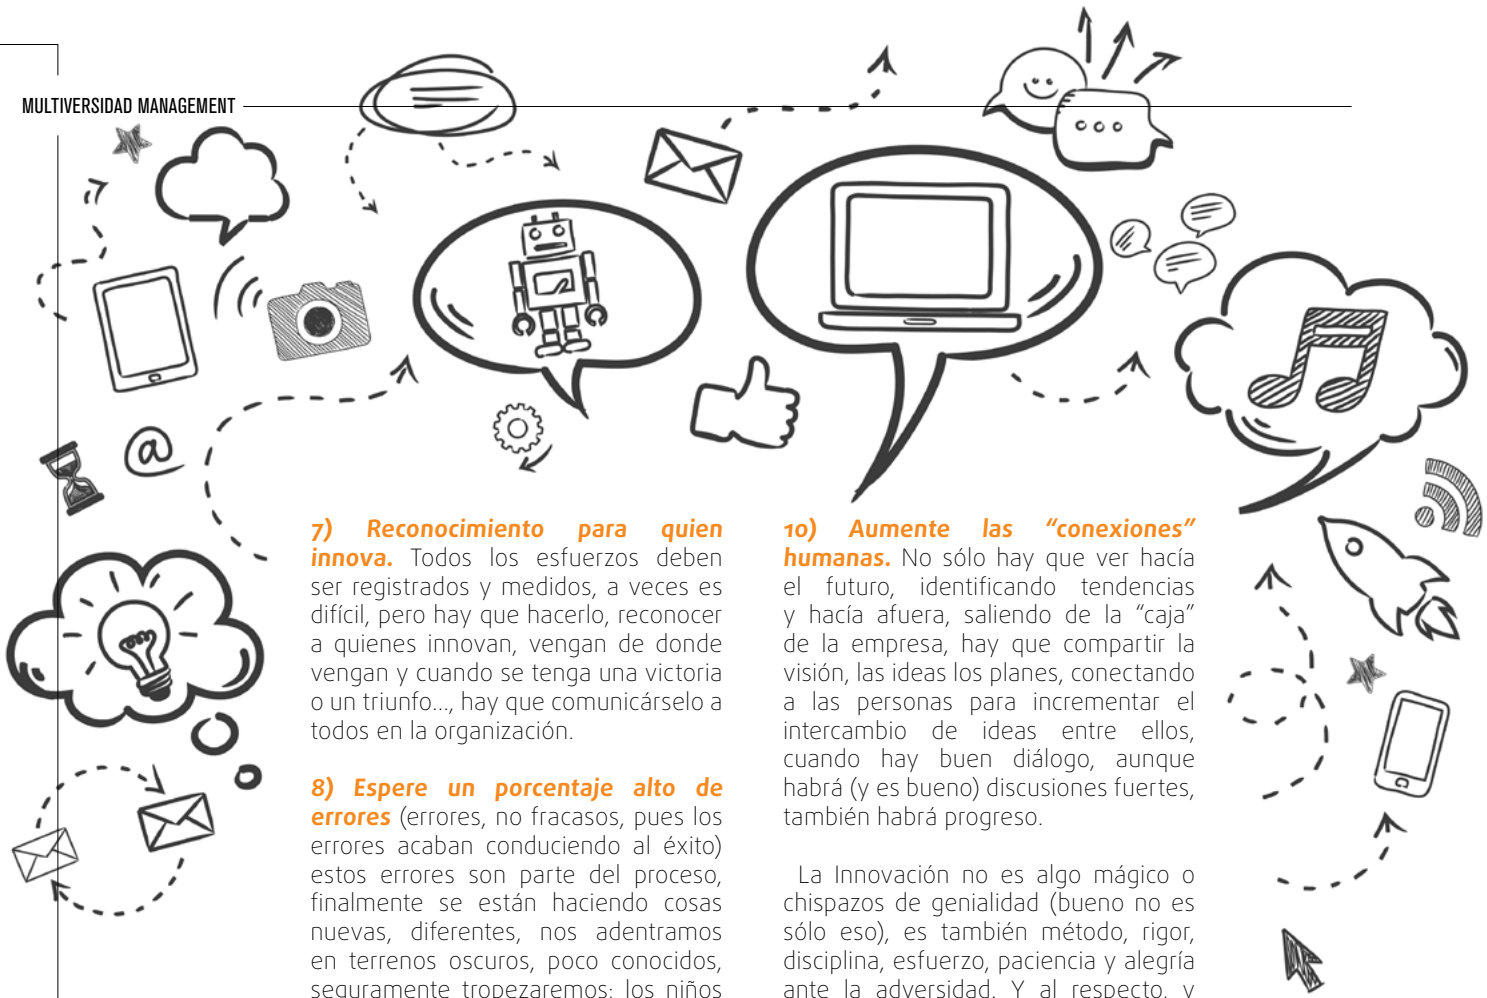 MULTIVERSIDAD MANAGEMENT
@
7) Reconocimiento para quien
innova. Todos los esfuerzos deben
ser registrados y medidos, a veces es
difícil, pero hay que hacerlo, reconocer
a quienes innovan, vengan de donde
vengan y cuando se tenga una victoria
o un triunfo..., hay que comunicárselo a
todos en la organización.
8) Espere un porcentaje alto de
errores (errores, no fracasos, pues los
errores acaban conduciendo al éxito)
estos errores son parte del proceso,
finalmente se están haciendo cosas
nuevas, diferentes, nos adentramos
en terrenos oscuros, poco conocidos,
seguramente tropezaremos; los niños
10) Aumente las “conexiones”
humanas. No sólo hay que ver hacía
el futuro, identificando tendencias
y hacía afuera, saliendo de la “caja”
de la empresa, hay que compartir la
visión, las ideas los planes, conectando
a las personas para incrementar el
intercambio de ideas entre ellos,
cuando hay buen diálogo, aunque
habrá (y es bueno) discusiones fuertes,
también habrá progreso.
La Innovación no es algo mágico o
chispazos de genialidad (bueno no es
sólo eso), es también método, rigor,
disciplina, esfuerzo, paciencia y alegría
ante la adversidad. Y al respecto, y